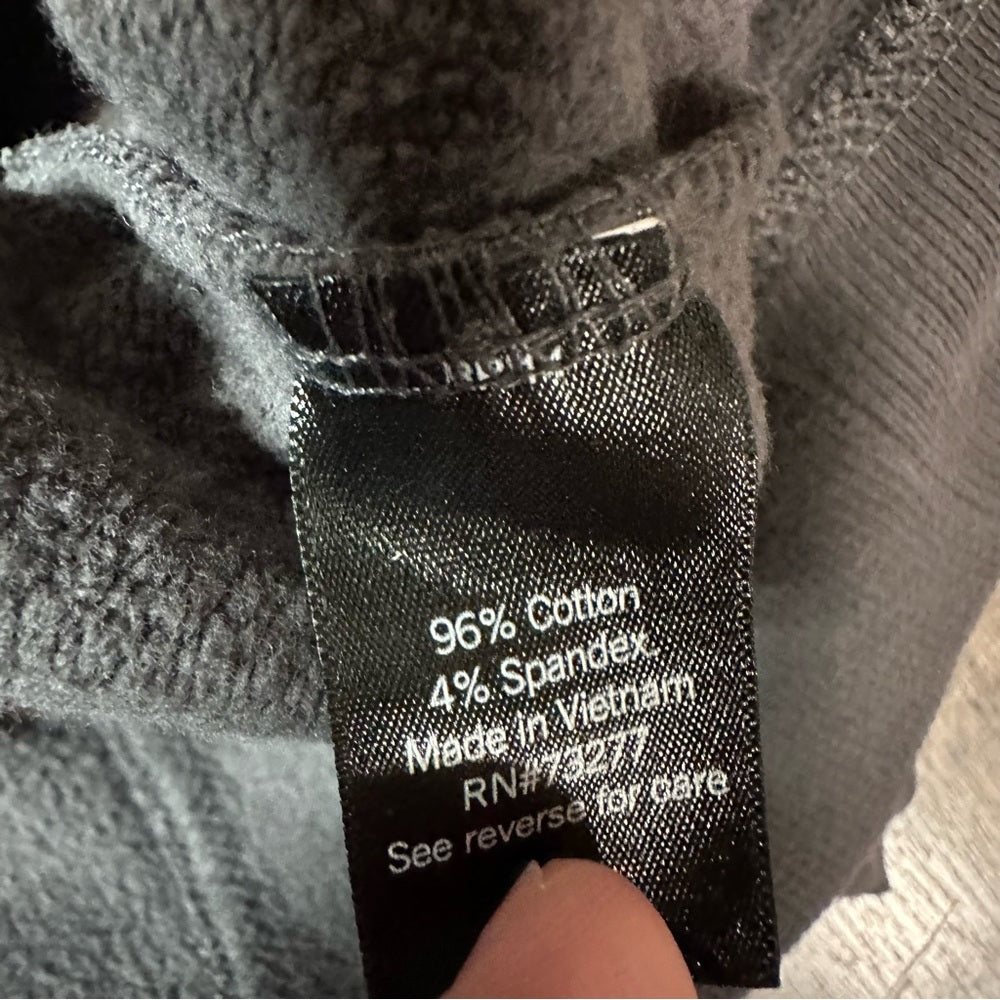 96% Cotton
4% Spandex
Made In Vietnam
RN#73277
See reverse for care